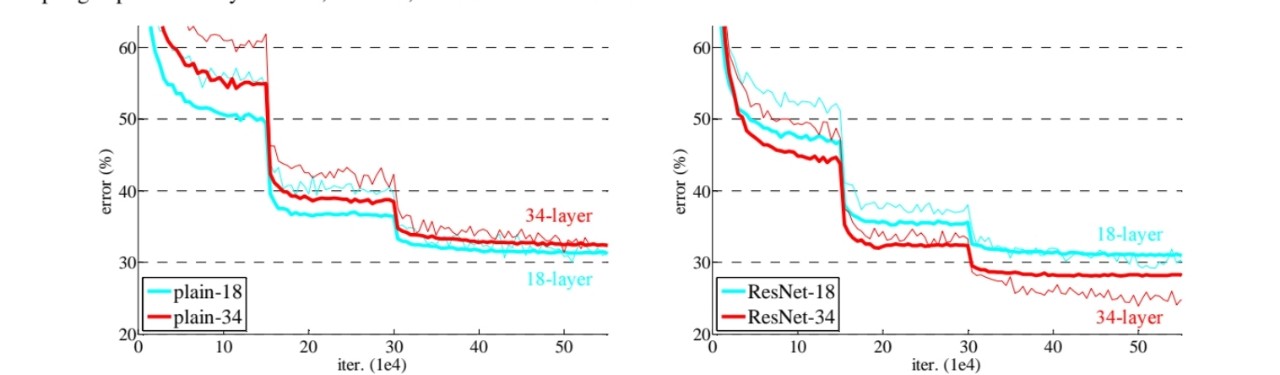 60
50
40
30
20
error (%)
34-layer
18-layer
plain-18
plain-34
0 10 20 30 40 50
iter. (1e4)
60
50
40
30
20
error (%)
18-layer
34-layer
ResNet-18
ResNet-34
0 10 20 30 40 50
iter. (1e4)